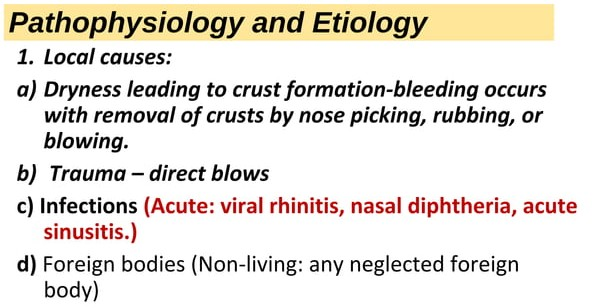 Pathophysiology and Etiology
1. Local causes:
a) Dryness leading to crust formation-bleeding occurs
with removal of crusts by nose picking, rubbing, or
blowing.
b) Trauma – direct blows
c) Infections (Acute: viral rhinitis, nasal diphtheria, acute
sinusitis.)
d) Foreign bodies (Non-living: any neglected foreign
body)